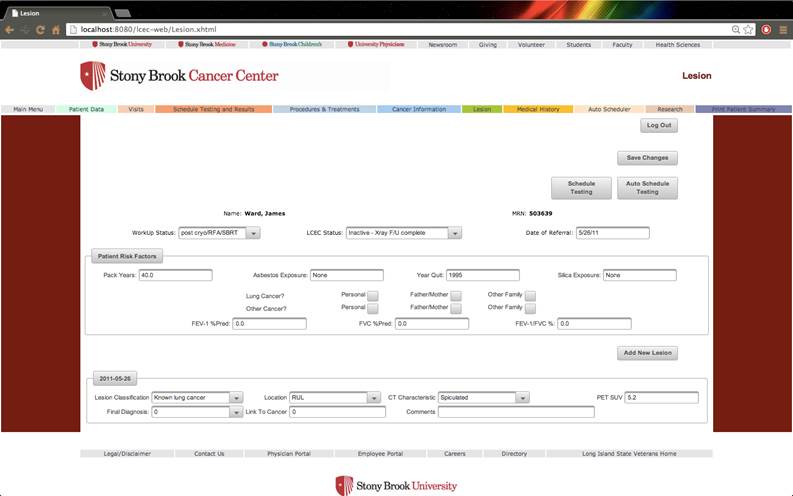 Lesion
localhost:8080/lcec-web/Lesion.xhtml
Stony Brook University Stony Brook Medicine Stony Brook Children's University Physicians Newsroom Giving Volunteer Students Faculty Health Sciences
Stony Brook Cancer Center Lesion
Main Menu Patient Data Visits Schedule Testing and Results Procedures & Treatments Cancer Information Lesion Medical History Auto Scheduler Research Print Patient Summary
Log Out
Save Changes
Schedule Testing Auto Schedule Testing
Name: Ward, James MRN: 503639
WorkUp Status: post cryo/RFA/SBRT LCEC Status: Inactive - Xray F/U complete Date of Referral: 5/26/11
Patient Risk Factors
Pack Years: 40.0 Asbestos Exposure: None Year Quit: 1995 Silica Exposure: None
Lung Cancer? Personal Father/Mother Other Family
Other Cancer? Personal Father/Mother Other Family
FEV-1 %Pred: 0.0 FVC %Pred: 0.0 FEV-1/FVC %: 0.0
Add New Lesion
2011-05-26
Lesion Classification Known lung cancer Location RUL CT Characteristic Spiculated PET SUV 5.2
Final Diagnosis: 0 Link To Cancer 0 Comments
Legal/Disclaimer Contact Us Physician Portal Employee Portal Careers Directory Long Island State Veterans Home
Stony Brook University